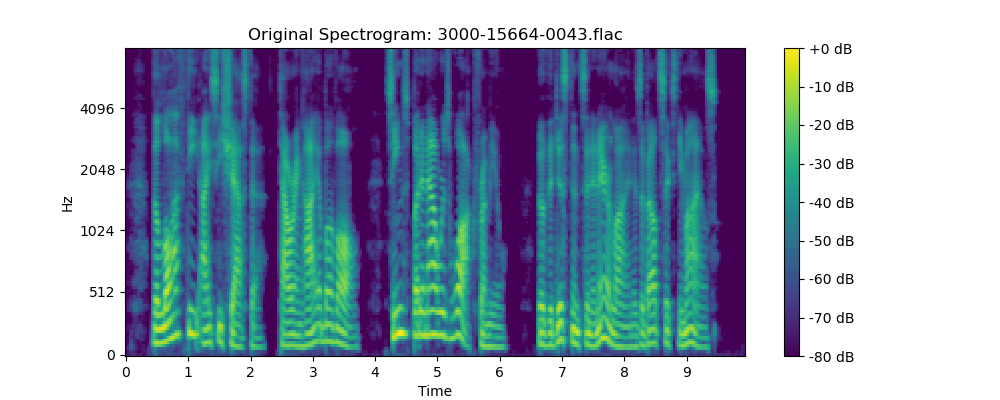 Original Spectrogram: 3000-15664-0043.flac
Hz
4096
2048
1024
512
0
0 1 2 3 4 5 6 7 8 9
Time
+0 dB
-10 dB
-20 dB
-30 dB
-40 dB
-50 dB
-60 dB
-70 dB
-80 dB